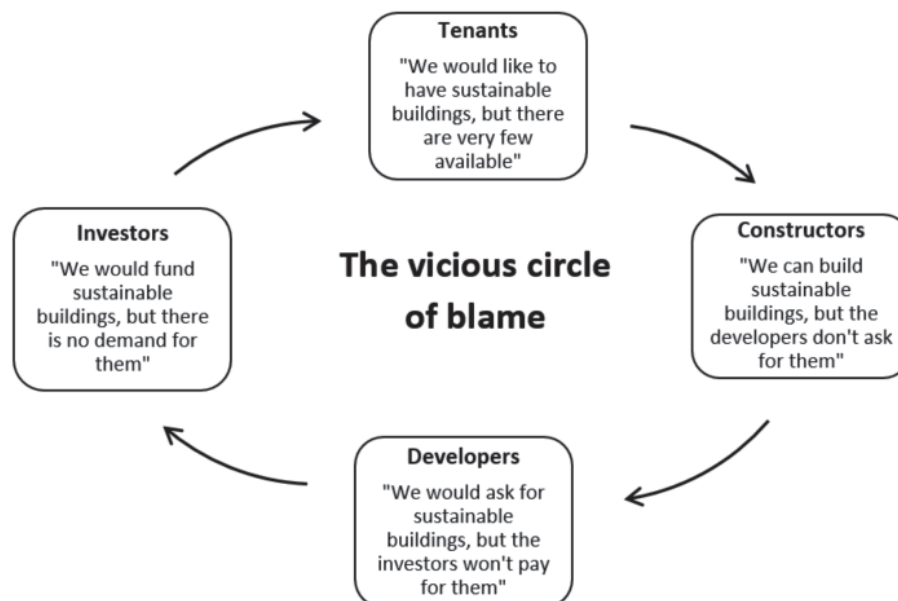 Tenants
"We would like to
have sustainable
buildings, but there
are very few
available"
Investors
"We would fund
sustainable
buildings, but there
is no demand for
them"
The vicious circle
of blame
Constructors
"We can build
sustainable
buildings, but the
developers don't ask
for them"
Developers
"We would ask for
sustainable
buildings, but the
investors won't pay
for them"